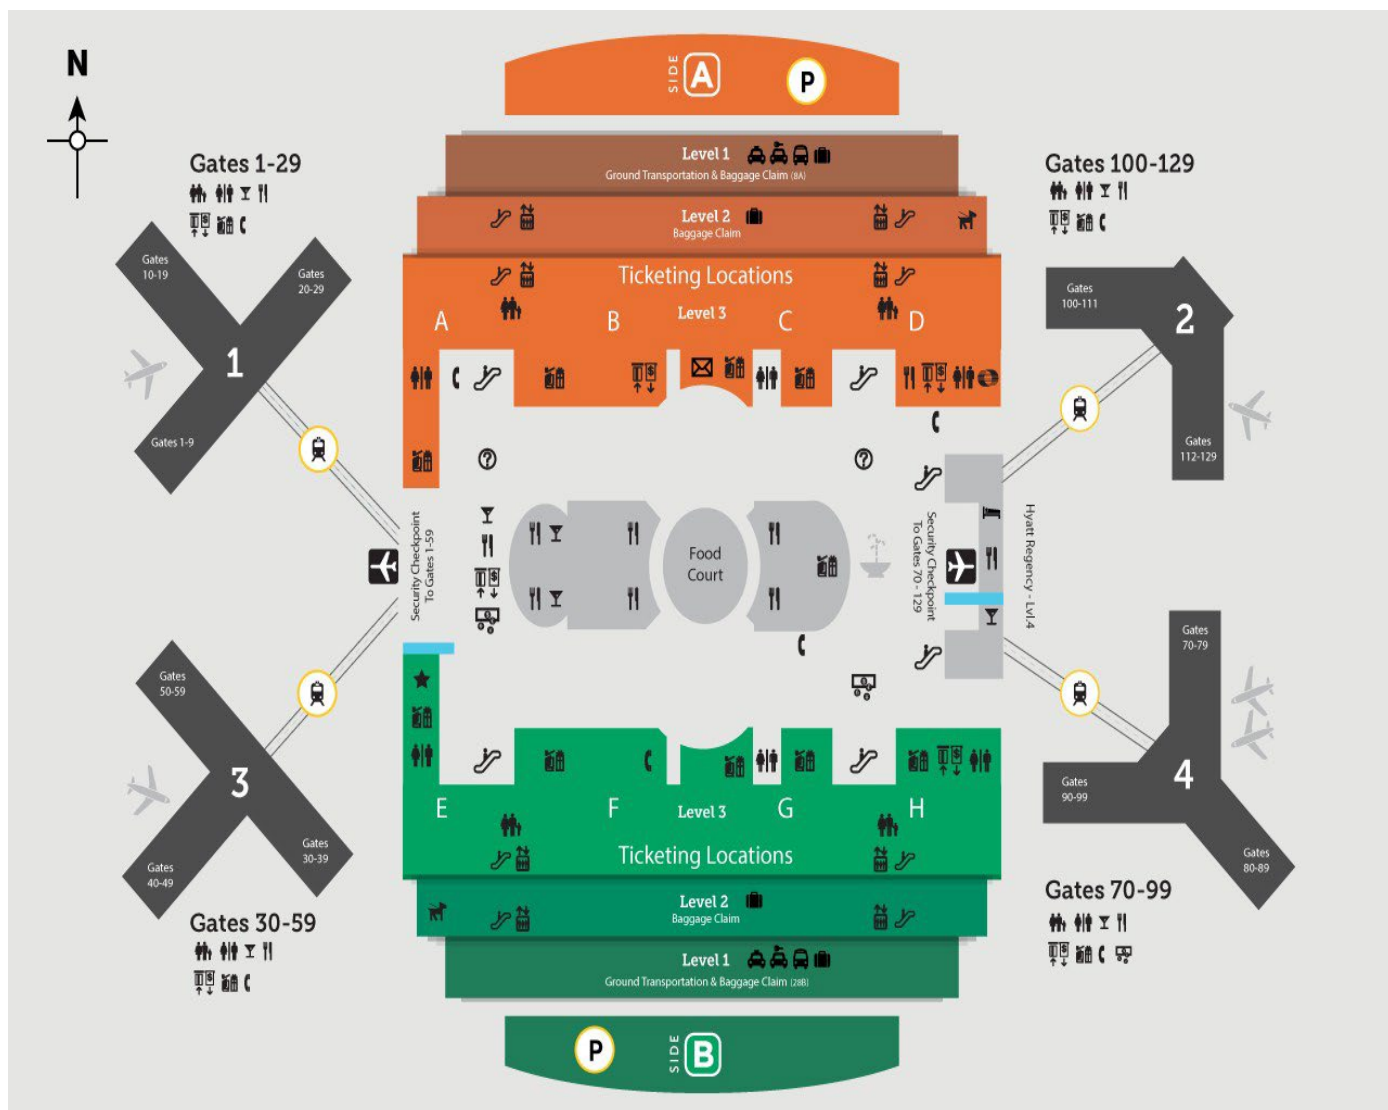 N
SIDE A
P
Level 1
Ground Transportation & Baggage Claim (8A)
Level 2
Baggage Claim
Ticketing Locations
Level 3
A
B
C
D
Gates 1-29
Gates
10-19
Gates
20-29
1
Gates 1-9
Gates 100-129
Gates
100-111
2
Gates
112-129
?
?
Security Checkpoint
To Gates 1-59
Food
Court
Security Checkpoint
To Gates 70 - 129
Hyatt Regency - Lvl.4
Gates
50-59
3
Gates
40-49
Gates
30-39
Gates 30-59
Gates
70-79
4
Gates
90-99
Gates
80-89
Gates 70-99
E
F
G
H
Level 3
Ticketing Locations
Level 2
Baggage Claim
Level 1
Ground Transportation & Baggage Claim (28B)
P
SIDE B